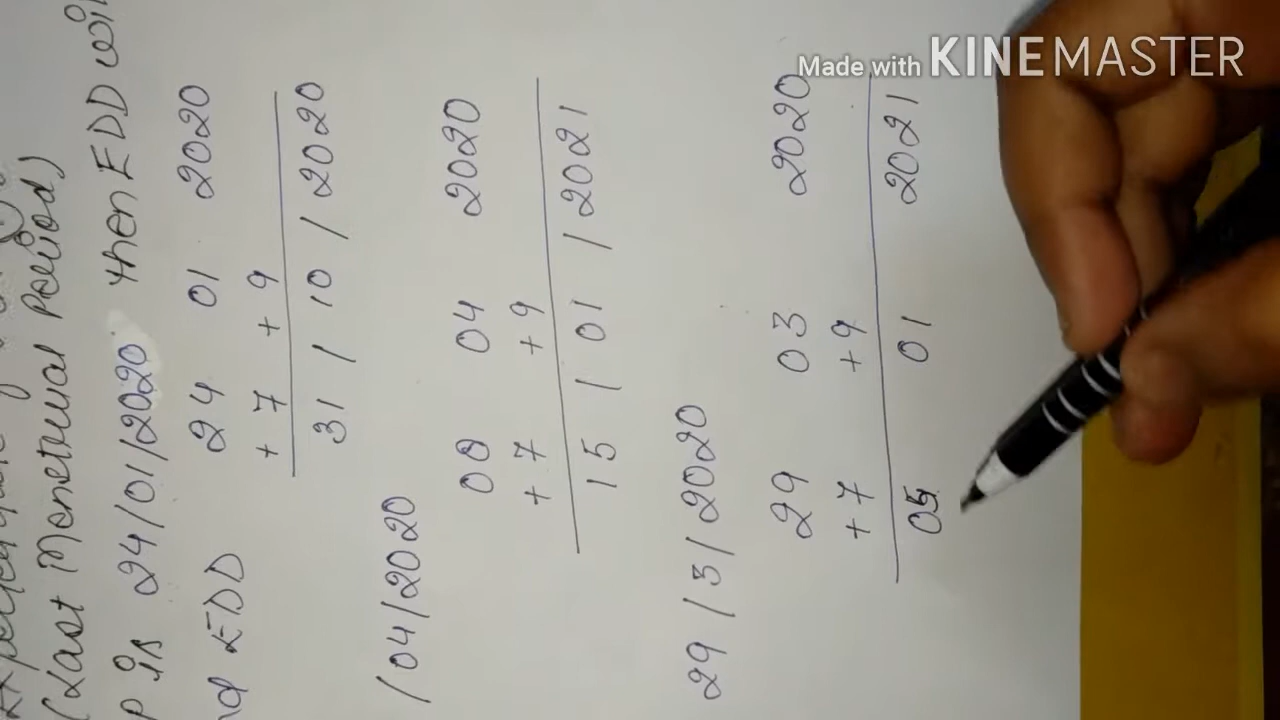 Made with KINEMASTER
(Last Menstrual Period)
P is 24/01/2020 then EDD wi
24 01 2020
+ 7 + 9
31 / 10 / 2020
nd EDD
/ 04/2020
08 04 2020
+ 7 + 9
15 / 01 / 2021
29 / 3 / 2020
29 03 2020
+ 7 + 9
05 01 2021